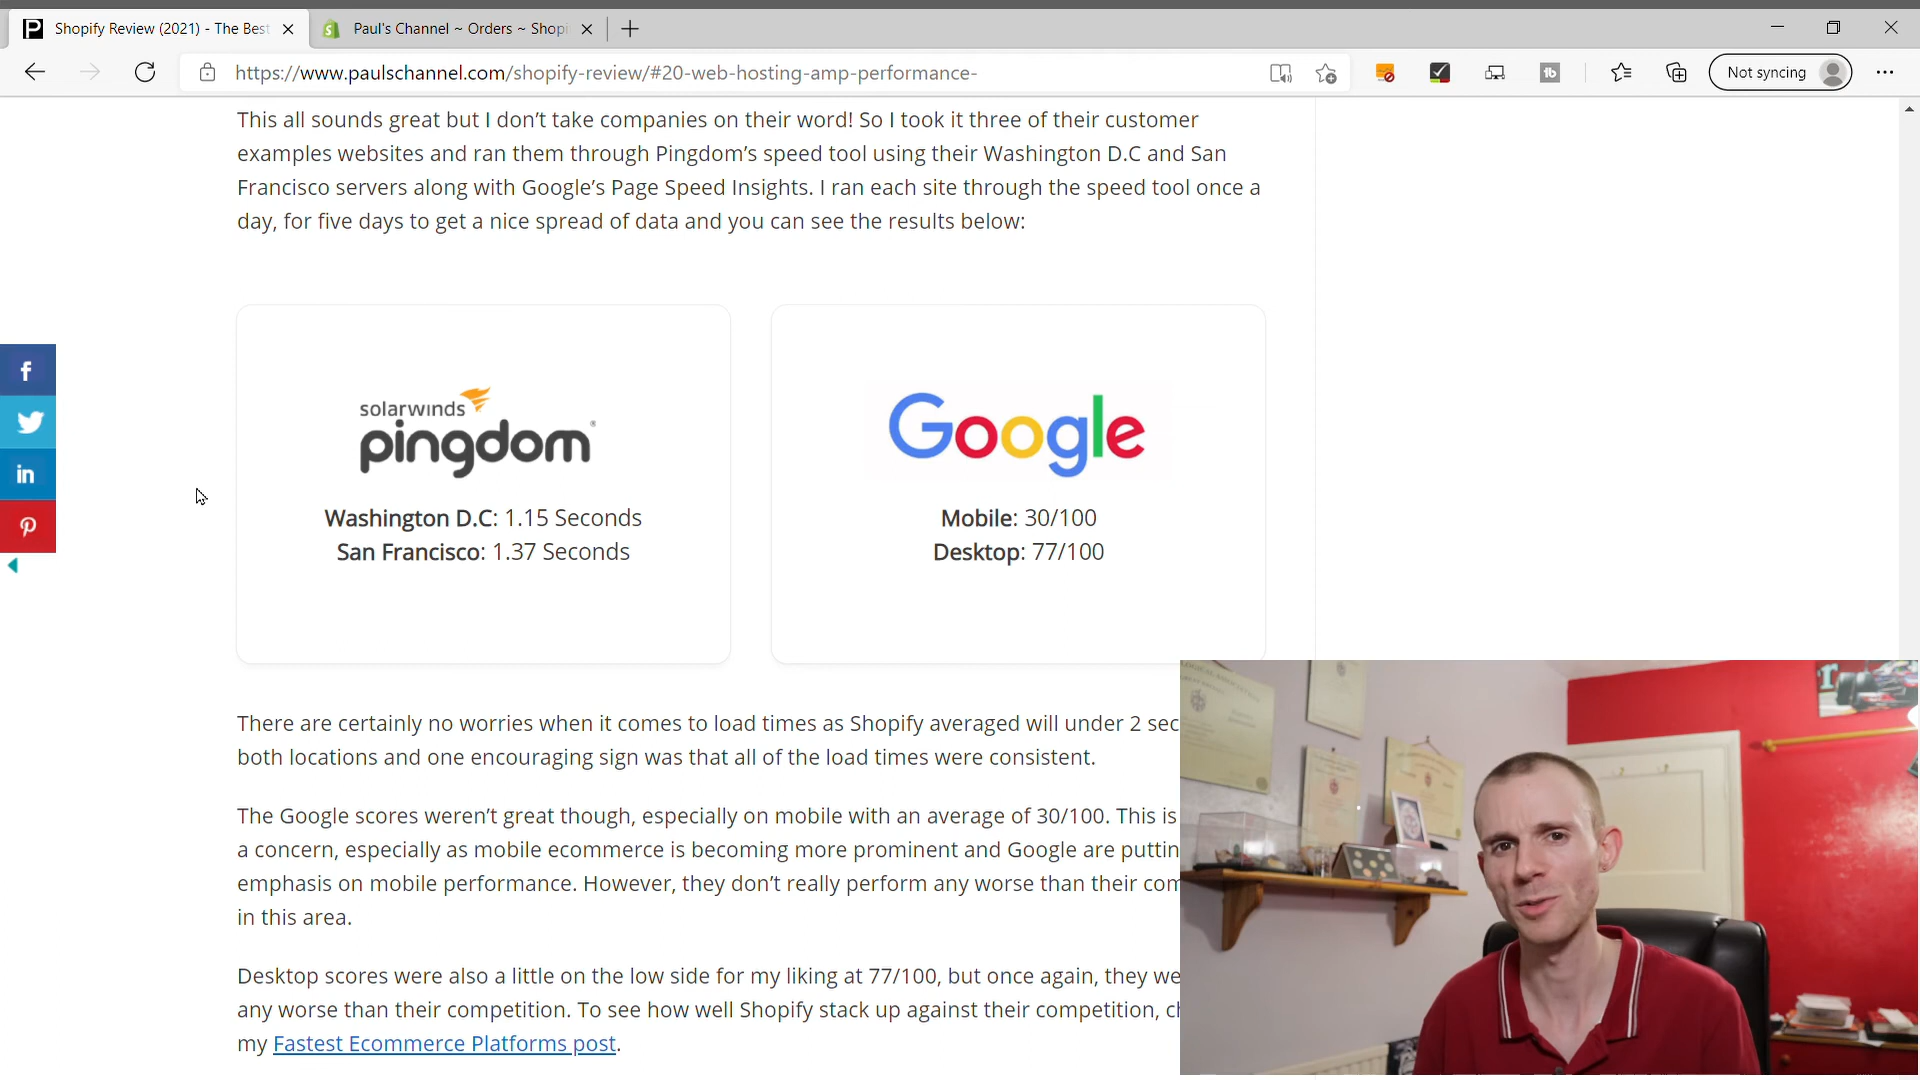 Shopify Review (2021) - The Best
Paul's Channel ~ Orders ~ Shopi
https://www.paulschannel.com/shopify-review/#20-web-hosting-amp-performance-
Not syncing
This all sounds great but I don't take companies on their word! So I took it three of their customer
examples websites and ran them through Pingdom's speed tool using their Washington D.C and San
Francisco servers along with Google's Page Speed Insights. I ran each site through the speed tool once a
day, for five days to get a nice spread of data and you can see the results below:
solarwinds
pingdom
Washington D.C: 1.15 Seconds
San Francisco: 1.37 Seconds
Google
Mobile: 30/100
Desktop: 77/100
There are certainly no worries when it comes to load times as Shopify averaged will under 2 sec
both locations and one encouraging sign was that all of the load times were consistent.
The Google scores weren't great though, especially on mobile with an average of 30/100. This is
a concern, especially as mobile ecommerce is becoming more prominent and Google are puttin
emphasis on mobile performance. However, they don't really perform any worse than their com
in this area.
Desktop scores were also a little on the low side for my liking at 77/100, but once again, they we
any worse than their competition. To see how well Shopify stack up against their competition, ch
my Fastest Ecommerce Platforms post.